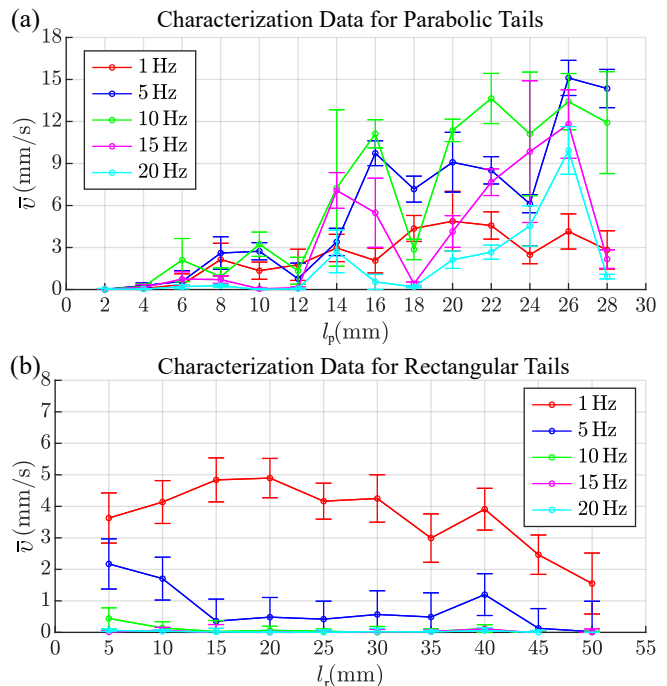 (a) Characterization Data for Parabolic Tails
18
15
12
9
6
3
0
v̅ (mm/s)
1 Hz
5 Hz
10 Hz
15 Hz
20 Hz
0 2 4 6 8 10 12 14 16 18 20 22 24 26 28 30
lₚ(mm)
(b) Characterization Data for Rectangular Tails
8
7
6
5
4
3
2
1
0
v̅ (mm/s)
1 Hz
5 Hz
10 Hz
15 Hz
20 Hz
0 5 10 15 20 25 30 35 40 45 50 55
lᵣ(mm)